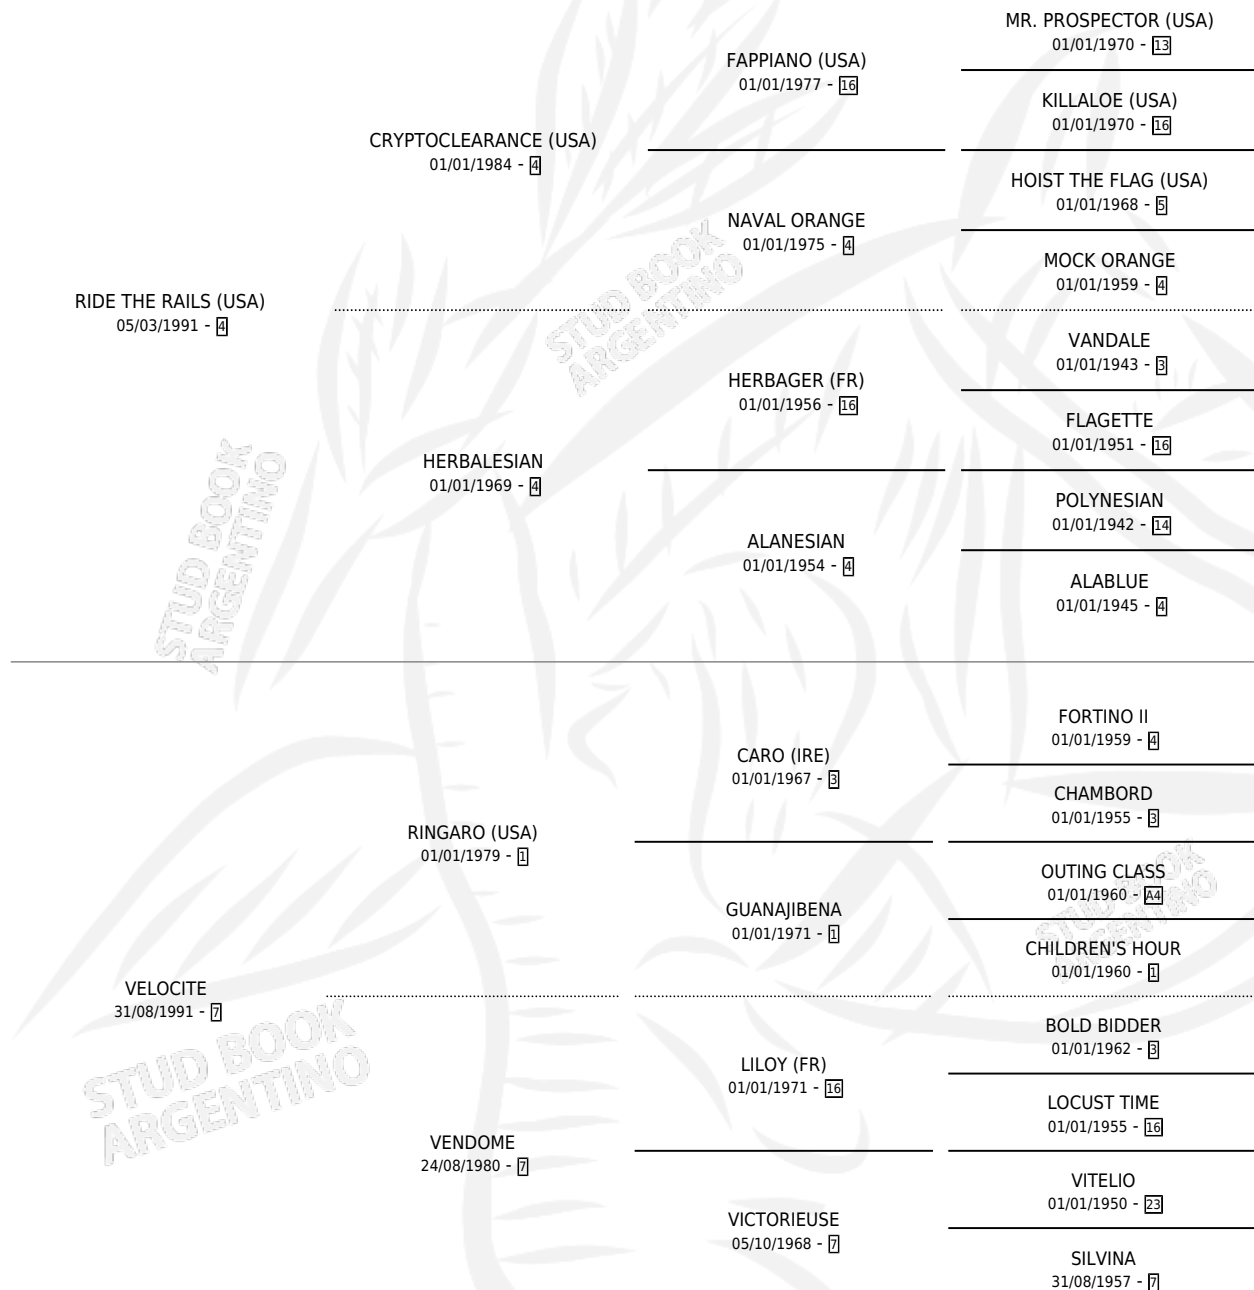 MR. PROSPECTOR (USA)
01/01/1970 - 13
FAPPIANO (USA)
01/01/1977 - 16
KILLALOE (USA)
01/01/1970 - 16
CRYPTOCLEARANCE (USA)
01/01/1984 - 4
HOIST THE FLAG (USA)
01/01/1968 - 5
NAVAL ORANGE
01/01/1975 - 4
MOCK ORANGE
01/01/1959 - 4
RIDE THE RAILS (USA)
05/03/1991 - 4
VANDALE
01/01/1943 - 3
HERBAGER (FR)
01/01/1956 - 16
FLAGETTE
01/01/1951 - 16
HERBALESIAN
01/01/1969 - 4
POLYNESIAN
01/01/1942 - 14
ALANESIAN
01/01/1954 - 4
ALABLUE
01/01/1945 - 4
FORTINO II
01/01/1959 - 4
CARO (IRE)
01/01/1967 - 3
CHAMBORD
01/01/1955 - 3
RINGARO (USA)
01/01/1979 - 1
OUTING CLASS
01/01/1960 - A4
GUANAJIBENA
01/01/1971 - 1
CHILDREN'S HOUR
01/01/1960 - 1
VELOCITE
31/08/1991 - 7
BOLD BIDDER
01/01/1962 - 3
LILOY (FR)
01/01/1971 - 16
LOCUST TIME
01/01/1955 - 16
VENDOME
24/08/1980 - 7
VITELIO
01/01/1950 - 23
VICTORIEUSE
05/10/1968 - 7
SILVINA
31/08/1957 - 7
STUD BOOK
ARGENTINO
STUD BOOK
ARGENTINO
STUD BOOK
ARGENTINO
STUD BOOK
ARGENTINO